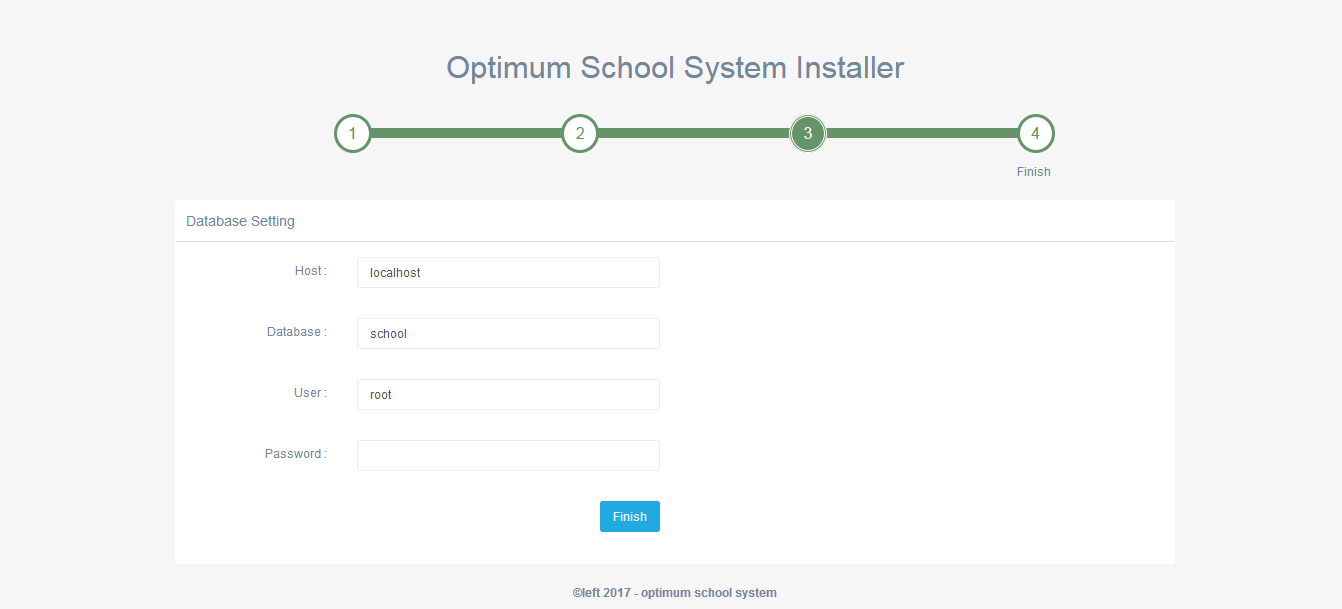 Optimum School System Installer
1 2 3 4
Finish
Database Setting
Host : localhost
Database : school
User : root
Password :
Finish
©left 2017 - optimum school system